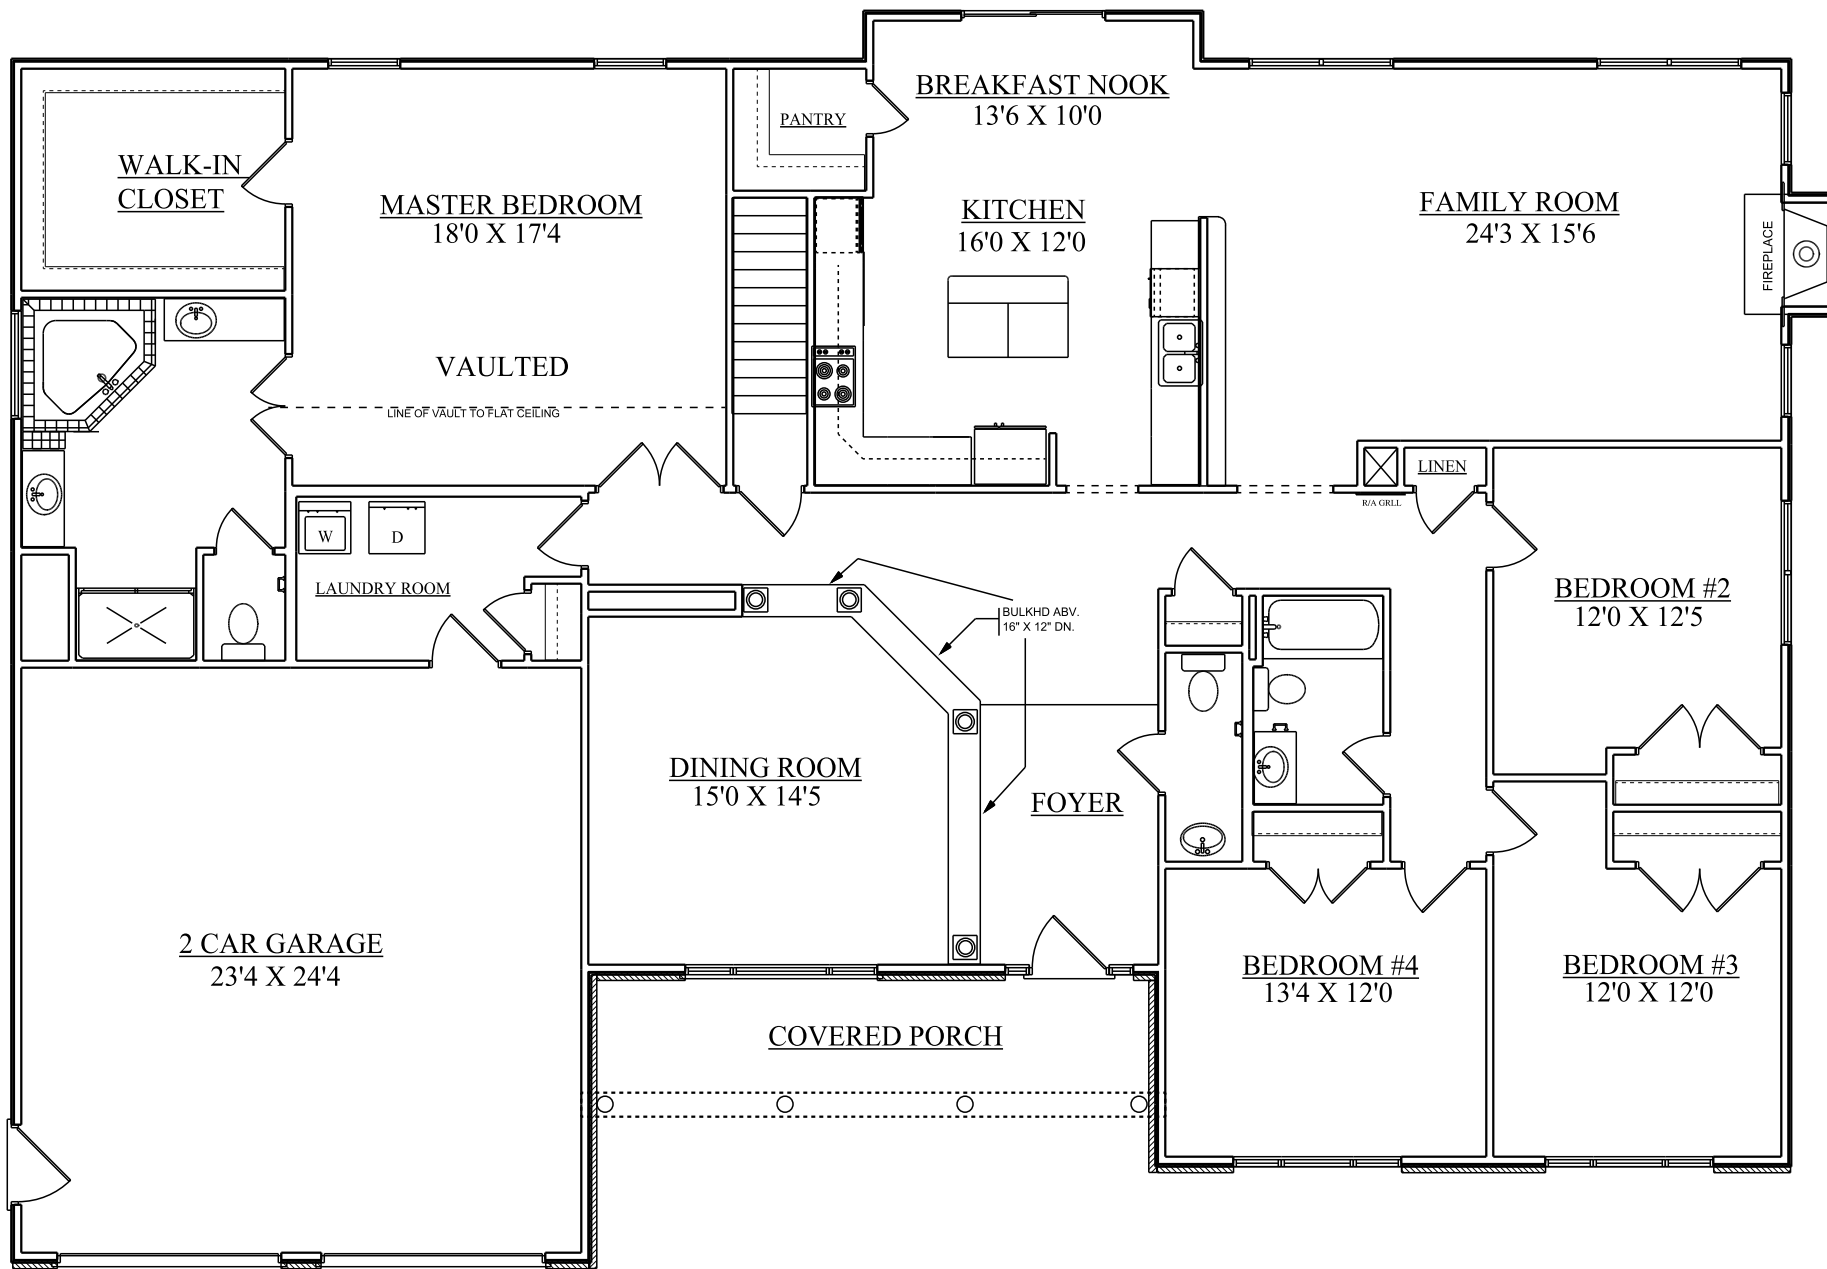 BREAKFAST NOOK
13'6 X 10'0
PANTRY
WALK-IN
CLOSET
MASTER BEDROOM
18'0 X 17'4
KITCHEN
16'0 X 12'0
FAMILY ROOM
24'3 X 15'6
FIREPLACE
VAULTED
LINE OF VAULT TO FLAT CEILING
LINEN
R/A GRLL
W
D
LAUNDRY ROOM
BULKHD ABV.
16" X 12" DN.
BEDROOM #2
12'0 X 12'5
DINING ROOM
15'0 X 14'5
FOYER
2 CAR GARAGE
23'4 X 24'4
BEDROOM #4
13'4 X 12'0
BEDROOM #3
12'0 X 12'0
COVERED PORCH